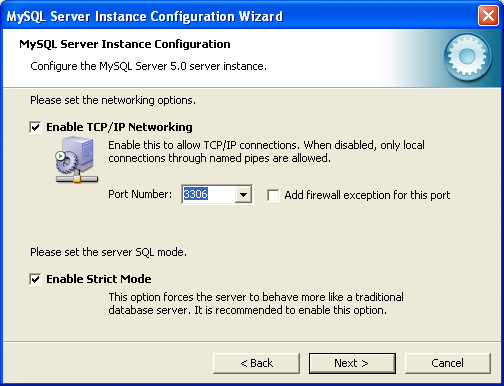 MySQL Server Instance Configuration Wizard
MySQL Server Instance Configuration
Configure the MySQL Server 5.0 server instance.
Please set the networking options.
Enable TCP/IP Networking
Enable this to allow TCP/IP connections. When disabled, only local
connections through named pipes are allowed.
Port Number: 3306 Add firewall exception for this port
Please set the server SQL mode.
Enable Strict Mode
This option forces the server to behave more like a traditional
database server. It is recommended to enable this option.
< Back Next > Cancel